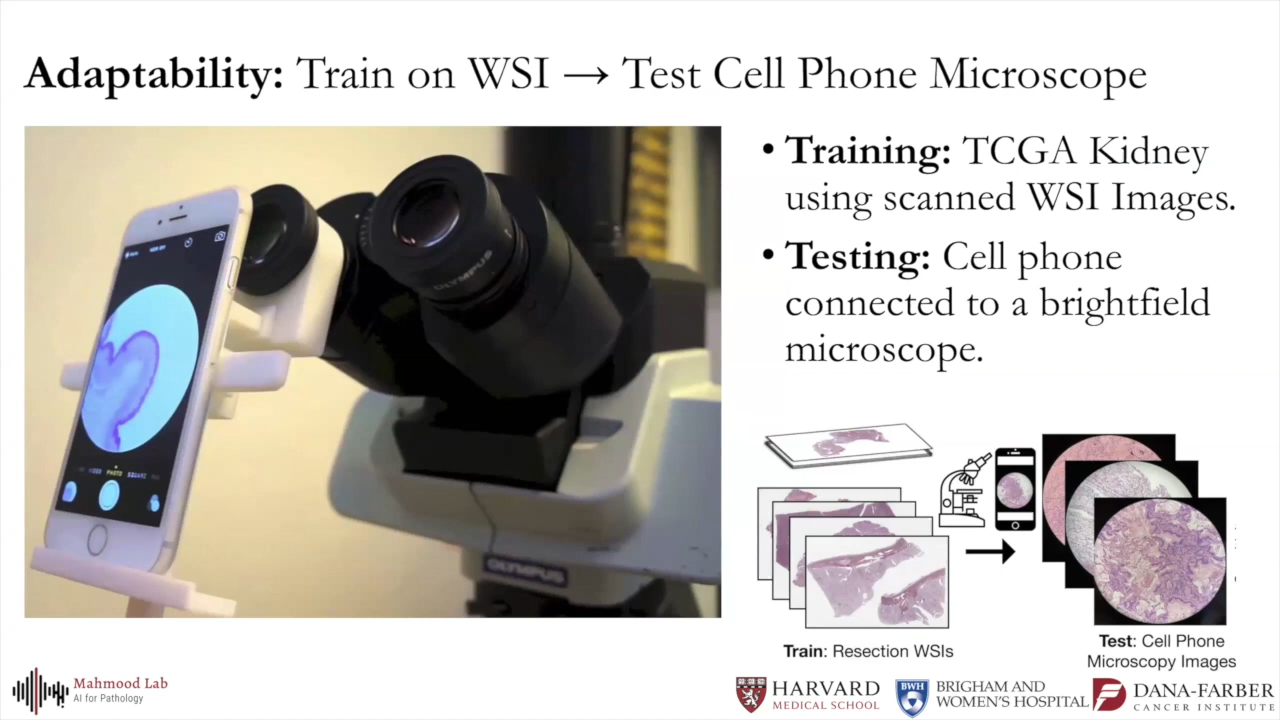 Adaptability: Train on WSI → Test Cell Phone Microscope
• Training: TCGA Kidney
using scanned WSI Images.
• Testing: Cell phone
connected to a brightfield
microscope.
OLYMPUS
VIDEO PHOTO SQUARE
OLYMPUS
Train: Resection WSIs
Test: Cell Phone
Microscopy Images
Mahmood Lab
AI for Pathology
HARVARD
MEDICAL SCHOOL
BWH
BRIGHAM AND
WOMEN'S HOSPITAL
DANA-FARBER
CANCER INSTITUTE